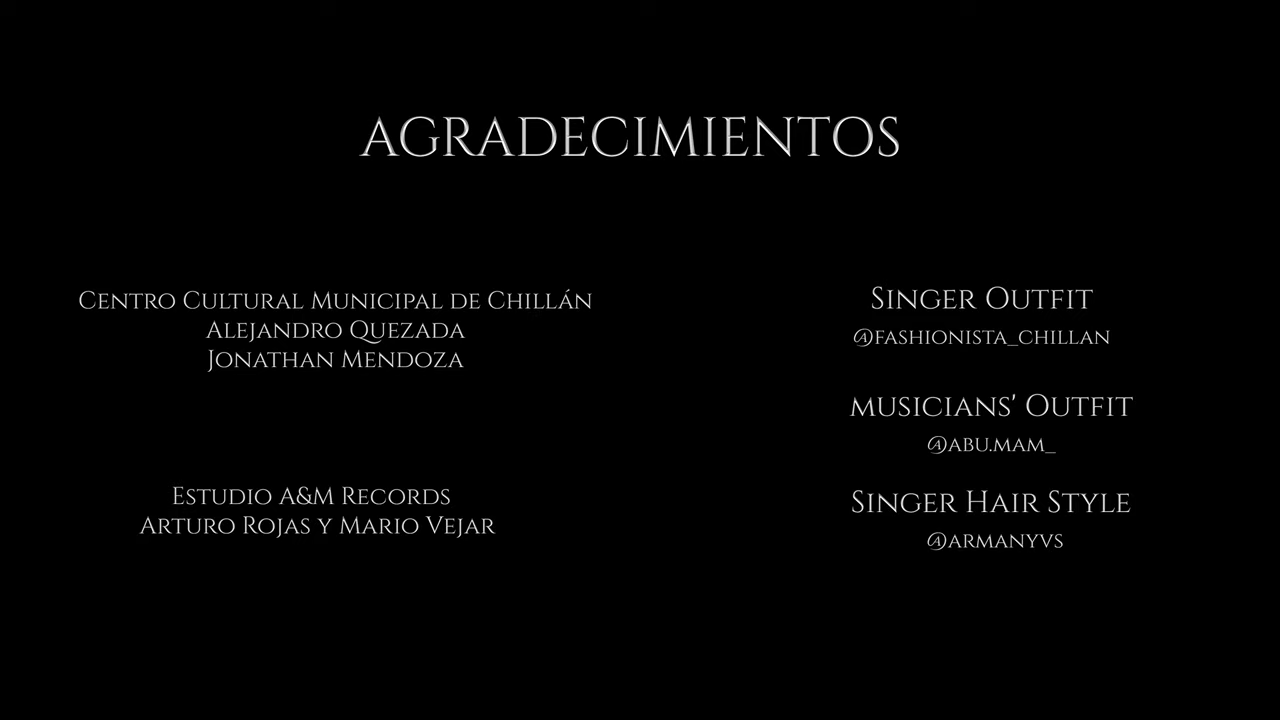 AGRADECIMIENTOS
CENTRO CULTURAL MUNICIPAL DE CHILLÁN
ALEJANDRO QUEZADA
JONATHAN MENDOZA
ESTUDIO A&M RECORDS
ARTURO ROJAS Y MARIO VEJAR
SINGER OUTFIT
@FASHIONISTA_CHILLAN
MUSICIANS' OUTFIT
@ABU.MAM_
SINGER HAIR STYLE
@ARMANYVS